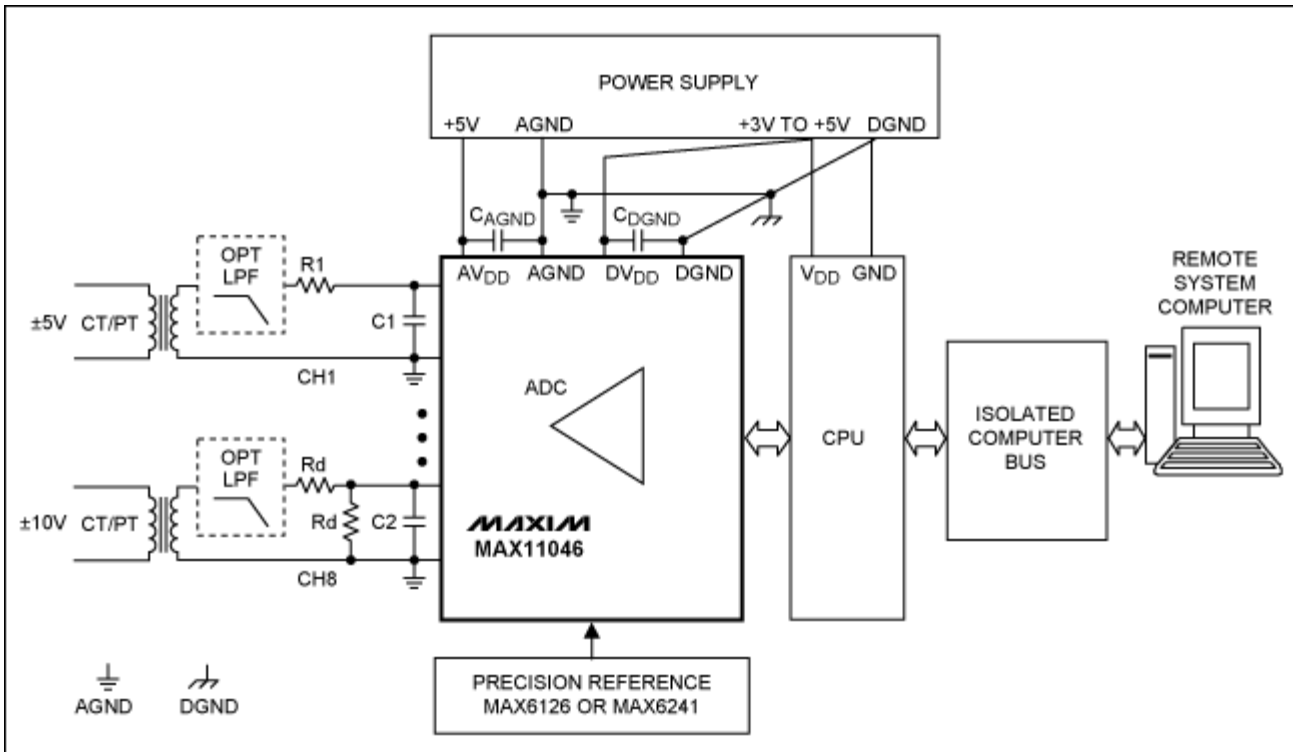 POWER SUPPLY
+5V AGND +3V TO +5V DGND
CAGND CDGND
AVDD AGND DVDD DGND
VDD GND
OPT
LPF
R1
±5V CT/PT
C1
CH1
ADC
OPT
LPF
Rd
±10V CT/PT
Rd
C2
CH8
MAXIM
MAX11046
CPU
ISOLATED
COMPUTER
BUS
REMOTE
SYSTEM
COMPUTER
PRECISION REFERENCE
MAX6126 OR MAX6241
AGND DGND